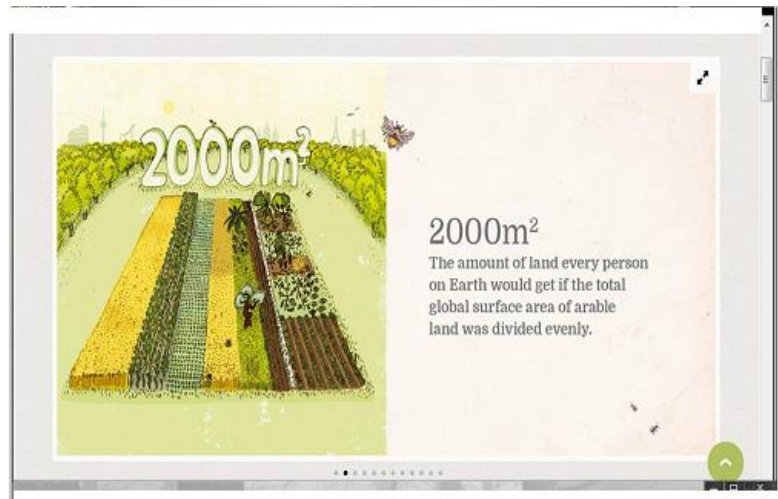 2000m²
2000m²
The amount of land every person
on Earth would get if the total
global surface area of arable
land was divided evenly.